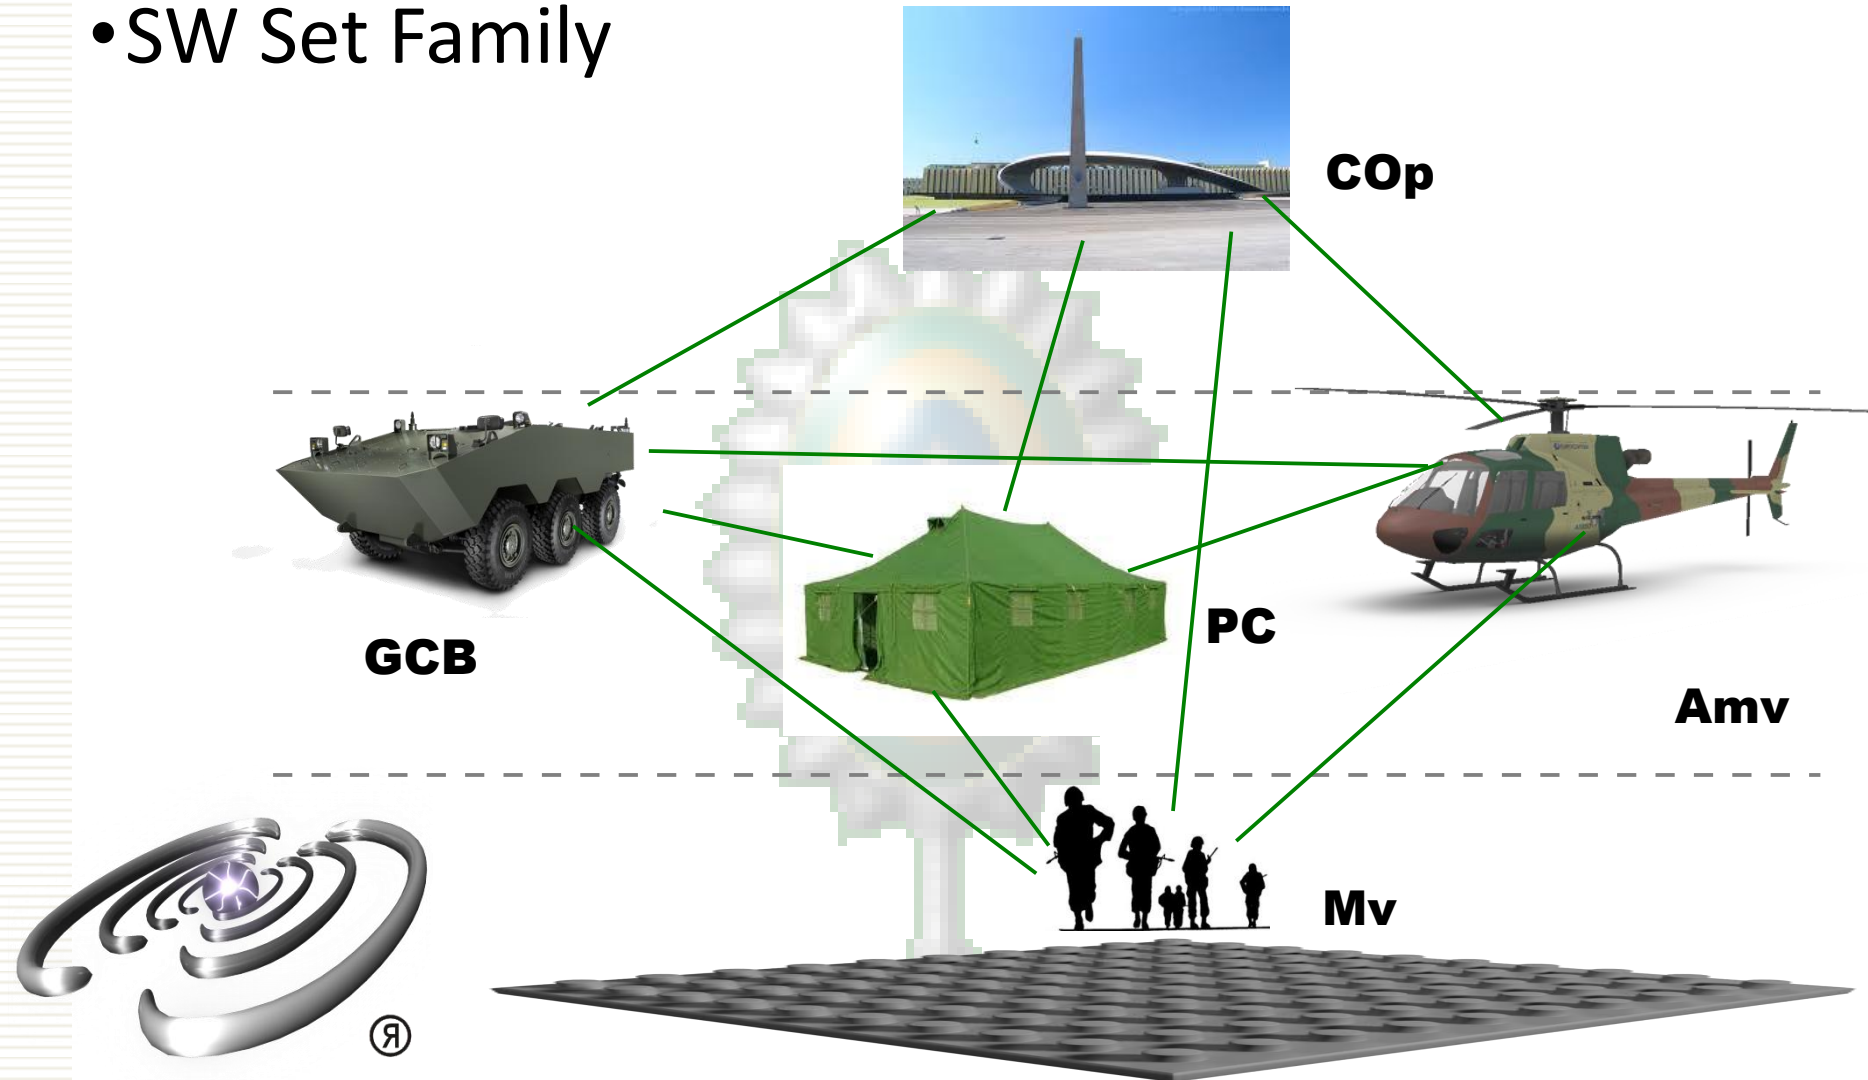 •SW Set Family
COp
GCB
PC
Amv
Mv
Я